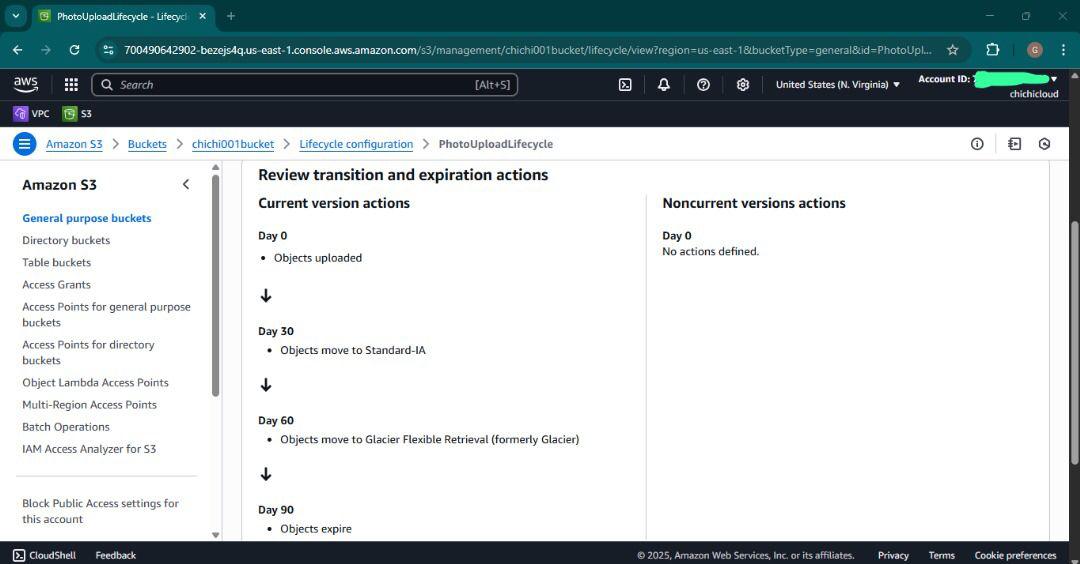 PhotoUploadLifecycle - Lifecycl
700490642902-bezejs4q.us-east-1.console.aws.amazon.com/s3/management/chichi001bucket/lifecycle/view?region=us-east-1&bucketType=general&id=PhotoUpl...
G
aws
Search
[Alt+S]
United States (N. Virginia)
Account ID:
chichicloud
VPC
S3
Amazon S3 > Buckets > chichi001bucket > Lifecycle configuration > PhotoUploadLifecycle
Amazon S3
General purpose buckets
Directory buckets
Table buckets
Access Grants
Access Points for general purpose
buckets
Access Points for directory
buckets
Object Lambda Access Points
Multi-Region Access Points
Batch Operations
IAM Access Analyzer for S3
Block Public Access settings for
this account
Review transition and expiration actions
Current version actions
Day 0
• Objects uploaded
Day 30
• Objects move to Standard-IA
Day 60
• Objects move to Glacier Flexible Retrieval (formerly Glacier)
Day 90
• Objects expire
Noncurrent versions actions
Day 0
No actions defined.
CloudShell
Feedback
© 2025, Amazon Web Services, Inc. or its affiliates.
Privacy
Terms
Cookie preferences